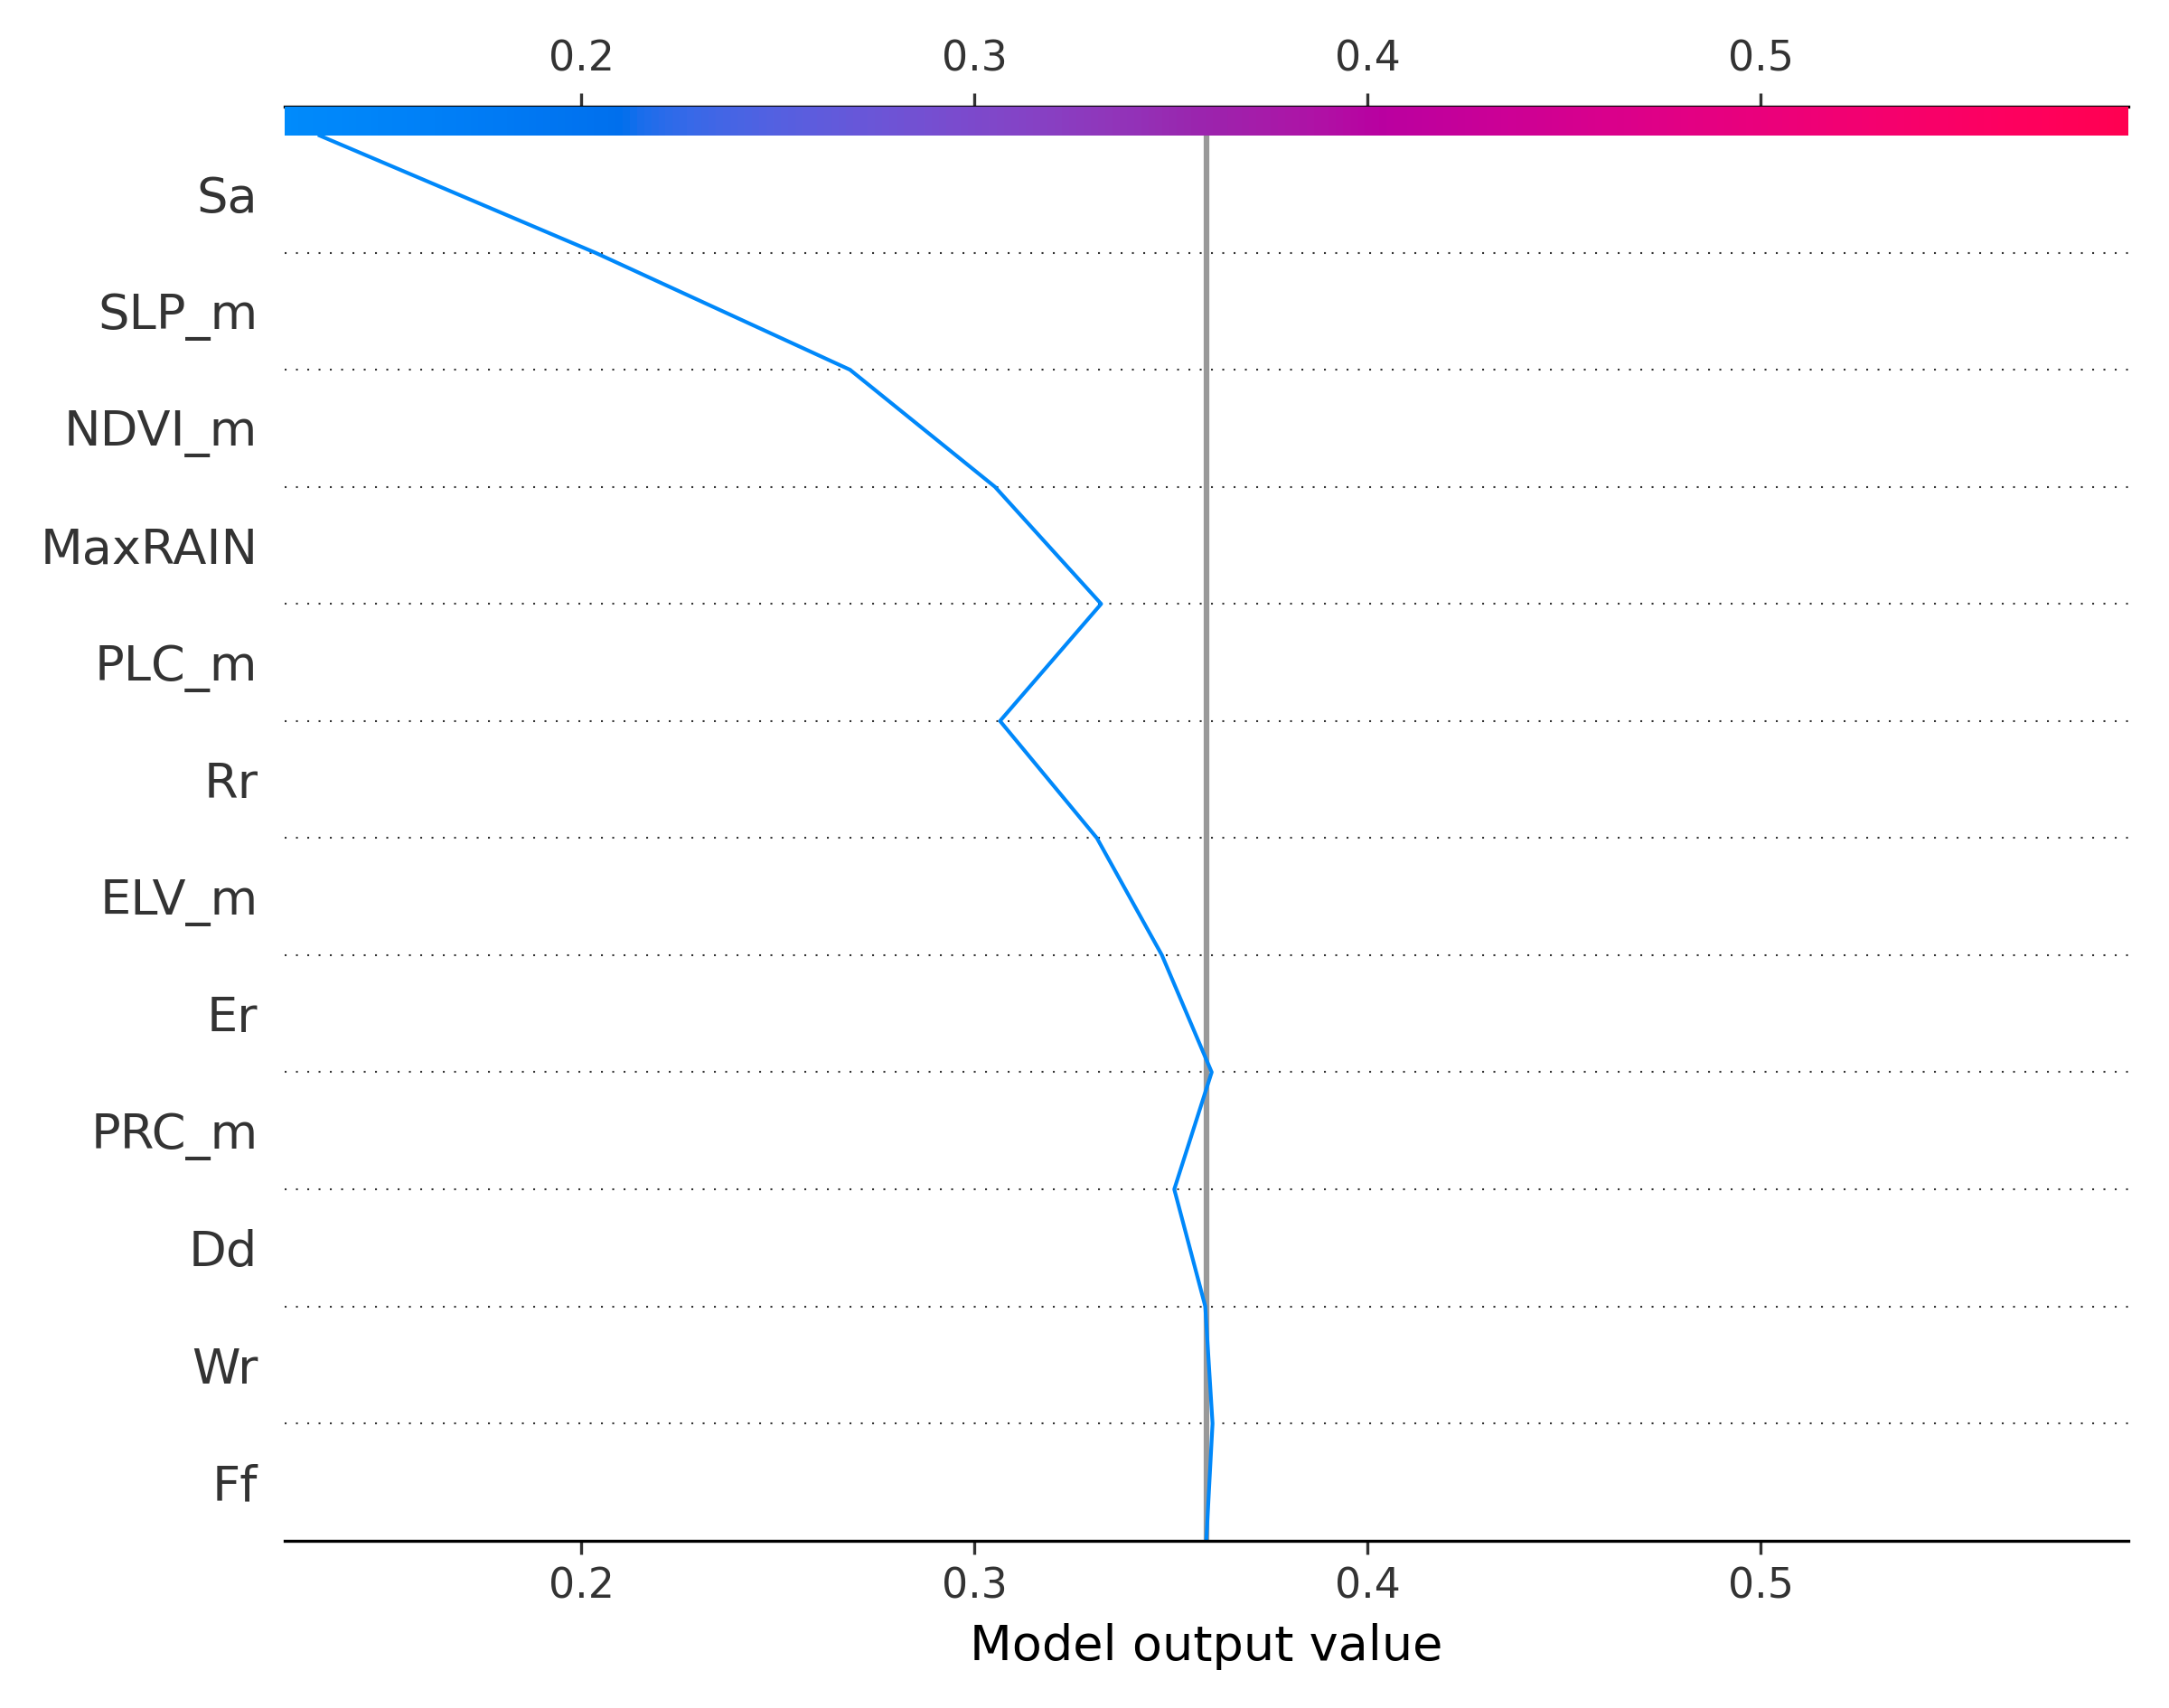 0.2 0.3 0.4 0.5
Sa
SLP_m
NDVI_m
MaxRAIN
PLC_m
Rr
ELV_m
Er
PRC_m
Dd
Wr
Ff
0.2 0.3 0.4 0.5
Model output value